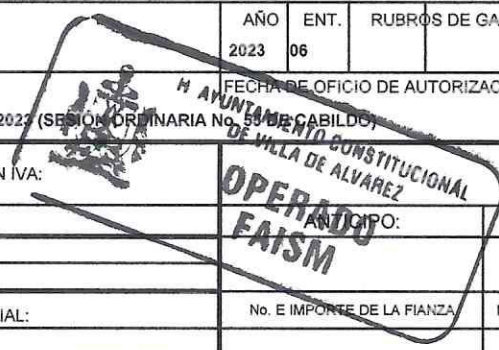 AÑO ENT. RUBROS DE GA
2023 06
FECHA DE OFICIO DE AUTORIZAC
2023 (SESIÓN ORDINARIA No. 55 DE CABILDO)
H AYUNTAMIENTO CONSTITUCIONAL
DE VILLA DE ALVAREZ
OPERADO
FAISM
N IVA:
ANTICIPO:
No. E IMPORTE DE LA FIANZA
IAL: